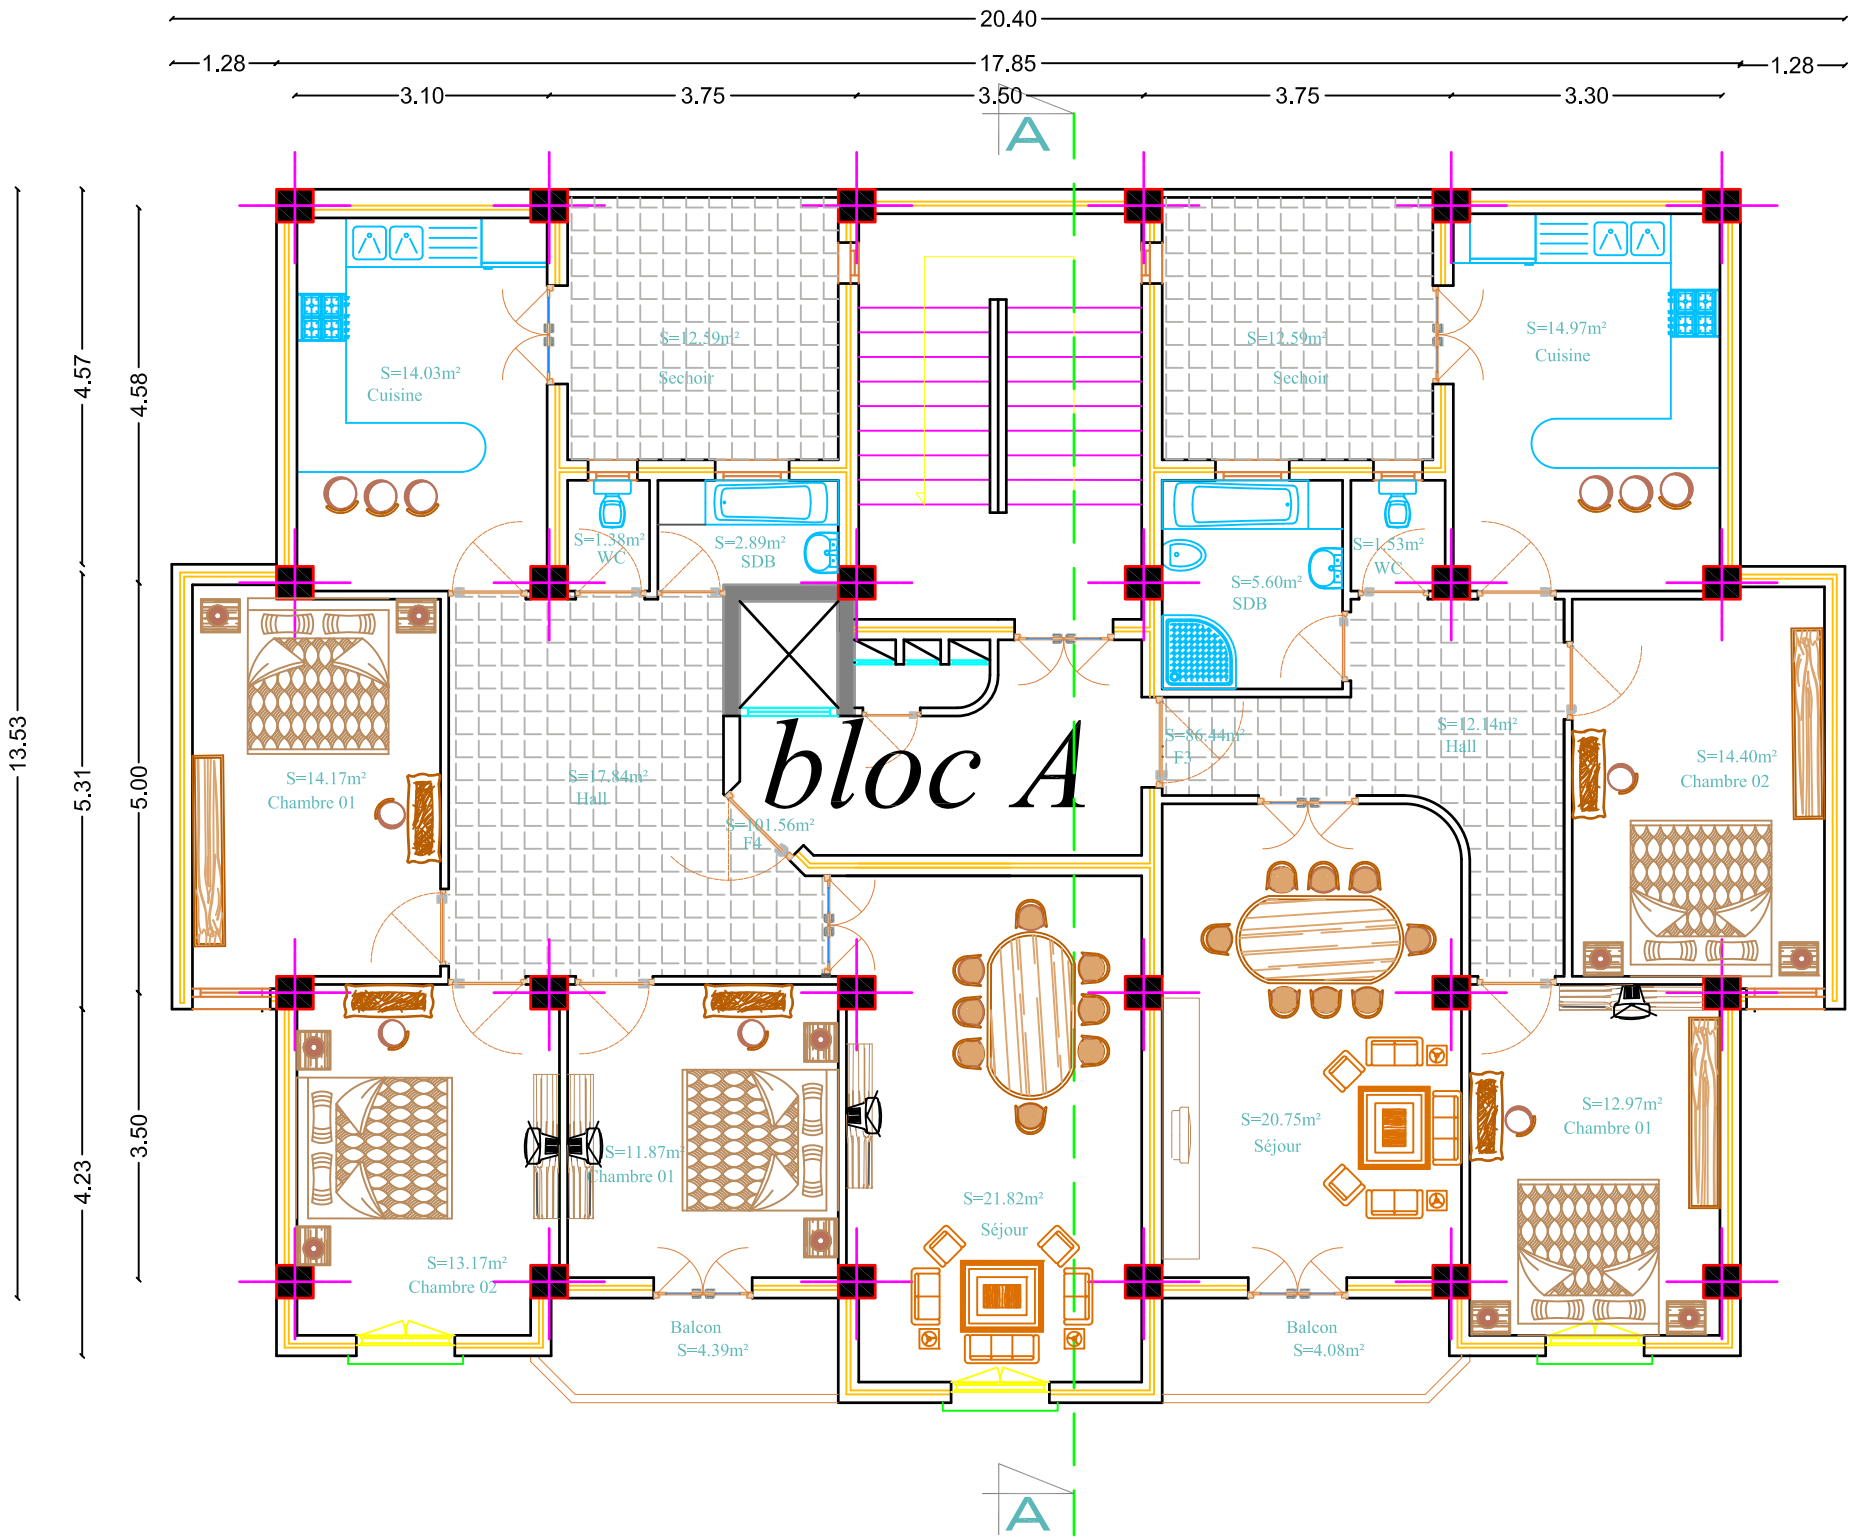 20.40
1.28
17.85
1.28
3.10
3.75
3.50
3.75
3.30
A
13.53
4.57
5.31
4.23
4.58
5.00
3.50
S=14.03m²
Cuisine
S=12.59m²
Sechoir
S=12.59m²
Sechoir
S=14.97m²
Cuisine
S=1.38m²
WC
S=2.89m²
SDB
S=5.60m²
SDB
S=1.53m²
WC
S=14.17m²
Chambre 01
S=17.84m²
Hall
S=101.56m²
F4
bloc A
S=86.44m²
F3
S=12.14m²
Hall
S=14.40m²
Chambre 02
S=13.17m²
Chambre 02
S=11.87m²
Chambre 01
S=21.82m²
Séjour
S=20.75m²
Séjour
S=12.97m²
Chambre 01
Balcon
S=4.39m²
Balcon
S=4.08m²
A